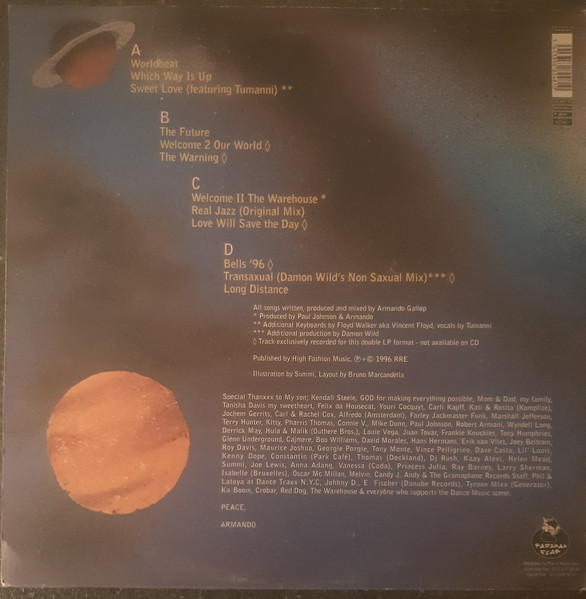 A
Worldbeat
Which Way Is Up
Sweet Love (featuring Tumanni) **
B
The Future
Welcome 2 Our World ◊
The Warning ◊
C
Welcome II The Warehouse *
Real Jazz (Original Mix)
Love Will Save the Day ◊
D
Bells '96 ◊
Transaxual (Damon Wild's Non Saxual Mix)*** ◊
Long Distance
All songs written, produced and mixed by Armando Gallop
* Produced by Paul Johnson & Armando
** Additional Keyboards by Floyd Walker aka Vincent Floyd, vocals by Tumanni
*** Additional production by Damon Wild
◊ Track exclusively recorded for this double LP format - not available on CD
Published by High Fashion Music, ℗+© 1996 RRE
Illustration by Summi, Layout by Bruno Marcandella
Special Thanxxx to My son; Kendall Steele, GOD for making everything possible, Mom & Dad, my family,
Tanisha Davis my sweetheart, Felix da Housecat, Youri Cocquyt, Carli Kapff, Kati & Rosita (Komplize),
Jochem Gerrits, Carl & Rachel Cox, Alfredo (Amsterdam), Farley Jackmaster Funk, Marshall Jefferson,
Terry Hunter, Kitty, Pharris Thomas, Connie V., Mike Dunn, Paul Johnson, Robert Armani, Wyndell Long,
Derrick May, Hula & Malik (Outhere Bros.), Louie Vega, Juan Tovar, Frankie Knuckles, Tony Humphries,
Glenn Underground, Cajmere, Boo Williams, David Morales, Hans Hermans, Erik van Vliet, Joey Beltram,
Roy Davis, Maurice Joshua, Georgie Porgie, Tony Monte, Vince Pellegrino, Dave Casto, Lil' Louis,
Kenny Dope, Constantin (Park Café), Thomas (Dockland), Dj Rush, Kaay Alexi, Helen Mead,
Summi, Joe Lewis, Anna Adang, Vanessa (Coda), Princess Julia, Ray Barney, Larry Sherman,
Isabelle (Bruxelles), Oscar Mc Millan, Melvin, Candy J, Andy & The Gramaphone Records Staff, Phil &
Lataya at Dance Traxx N.Y.C, Johhny D., E. Fischer (Danube Records), Tyrone Mixx (Generator),
Ka-Boom, Crobar, Red Dog, The Warehouse & everyone who supports the Dance Music scene.
PEACE,
ARMANDO